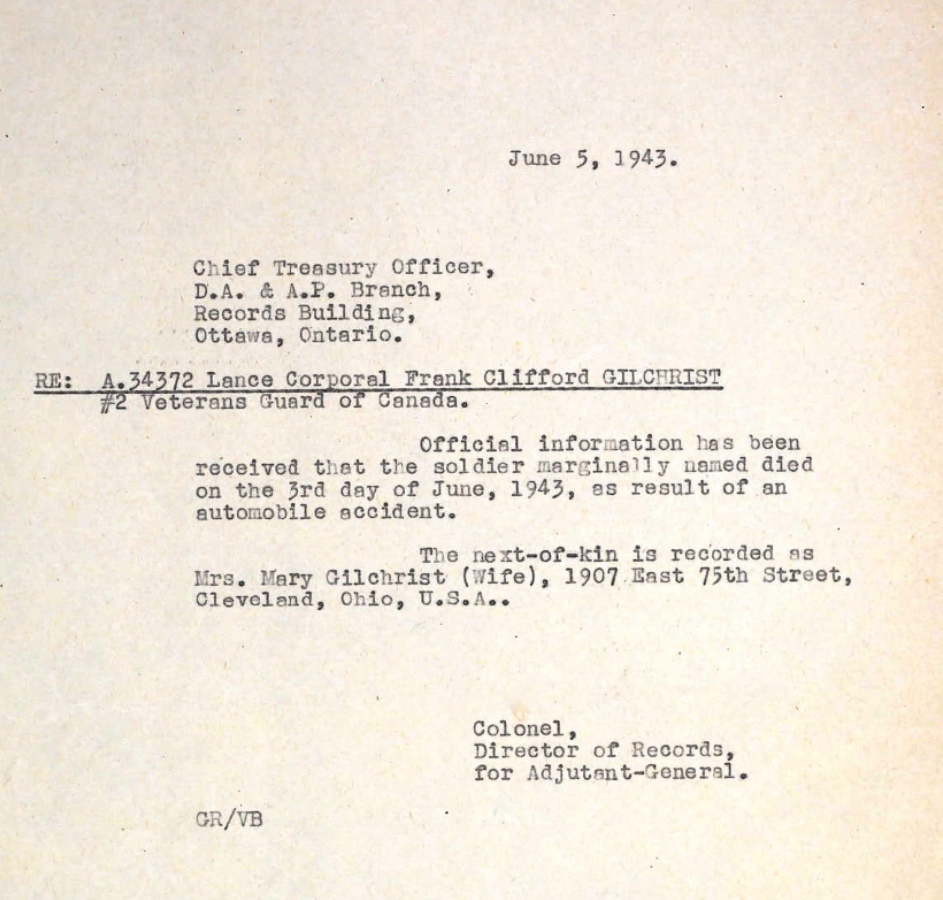 June 5, 1943.
Chief Treasury Officer,
D.A. & A.P. Branch,
Records Building,
Ottawa, Ontario.
RE: A.34372 Lance Corporal Frank Clifford GILCHRIST
#2 Veterans Guard of Canada.
Official information has been
received that the soldier marginally named died
on the 3rd day of June, 1943, as result of an
automobile accident.
The next-of-kin is recorded as
Mrs. Mary Gilchrist (Wife), 1907 East 75th Street,
Cleveland, Ohio, U.S.A..
Colonel,
Director of Records,
for Adjutant-General.
GR/VB